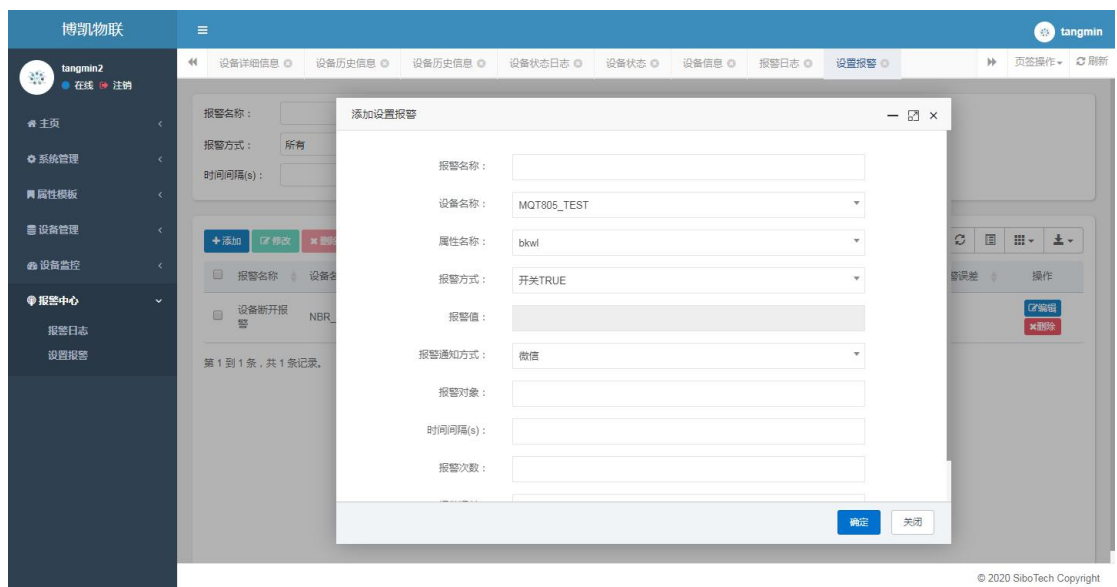 博凯物联
tangmin
tangmin2
在线 注销
设备详细信息 设备历史信息 设备历史信息 设备状态日志 设备状态 设备信息 报警日志 设置报警 页签操作 刷新
主页
系统管理
属性模板
设备管理
设备监控
报警中心
报警日志
设置报警
报警名称：
报警方式： 所有
时间间隔(s)：
添加 修改 删除
报警名称 设备名
警误差 操作
设备断开报警 NBR_
编辑
删除
第 1 到 1 条，共 1 条记录。
添加设置报警
报警名称：
设备名称： MQT805_TEST
属性名称： bkwl
报警方式： 开关TRUE
报警值：
报警通知方式： 微信
报警对象：
时间间隔(s)：
报警次数：
确定 关闭
© 2020 SiboTech Copyright